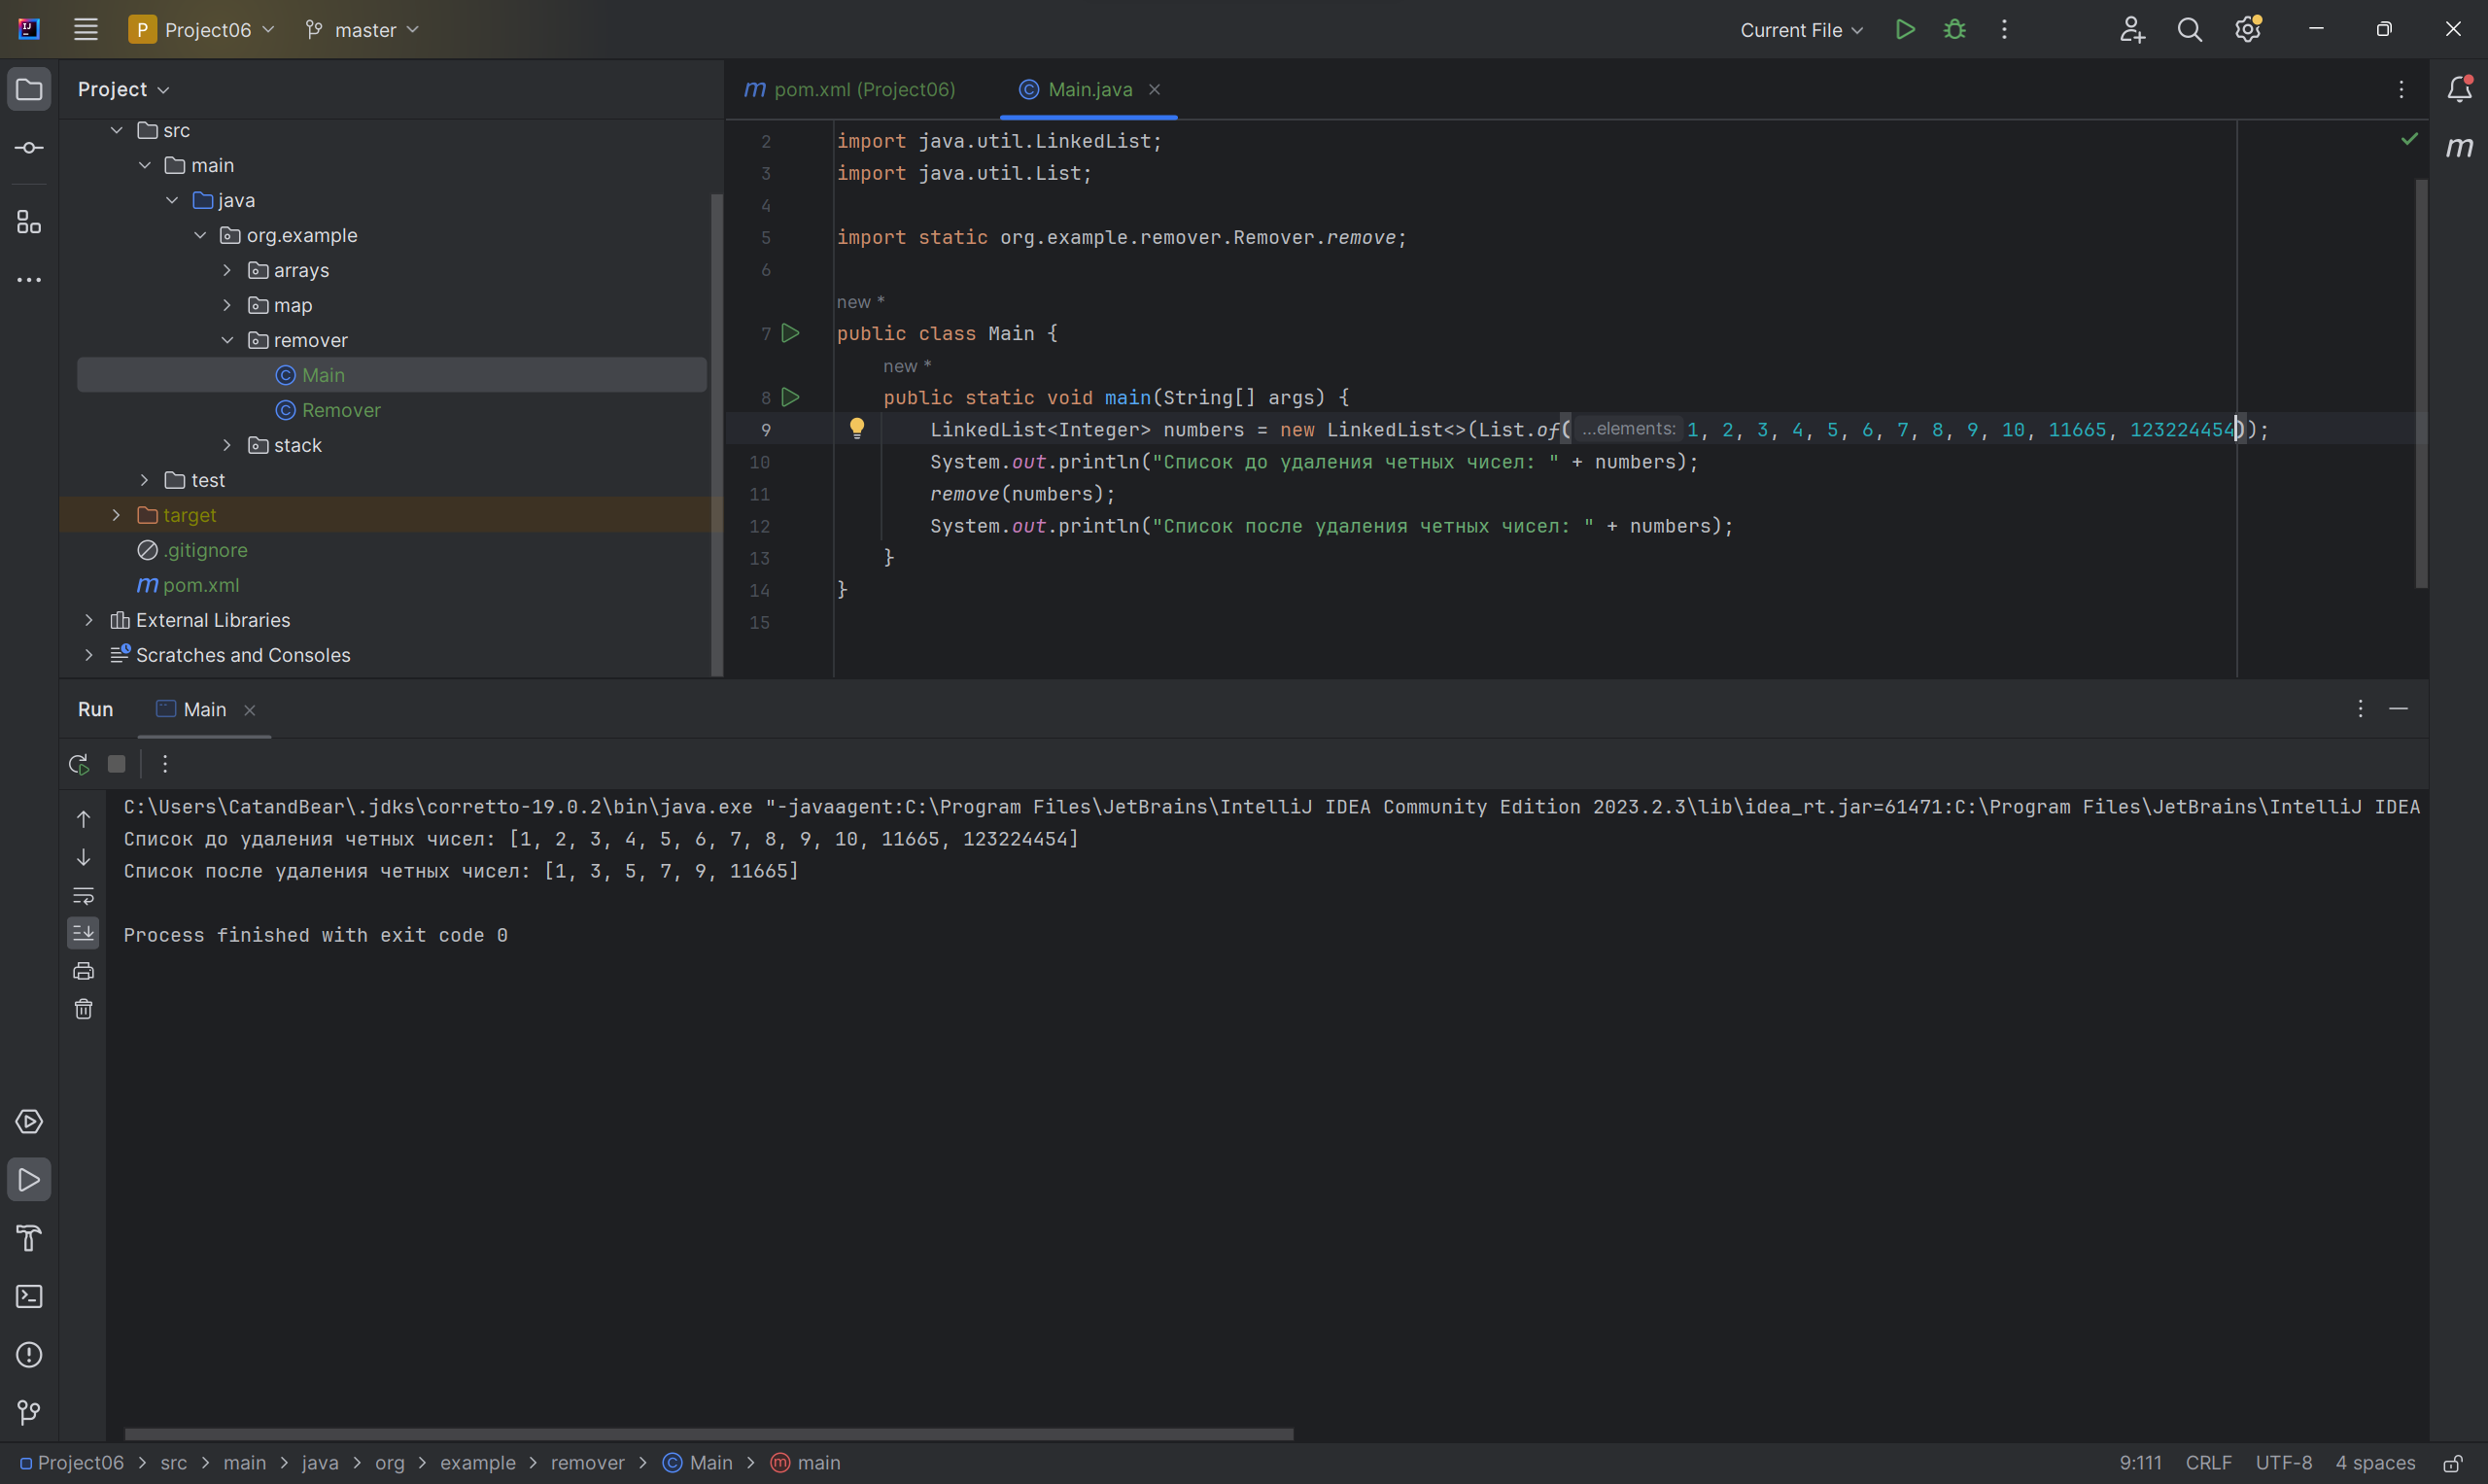 P Project06 master Current File
Project
src
main
java
org.example
arrays
map
remover
Main
Remover
stack
test
target
.gitignore
pom.xml
External Libraries
Scratches and Consoles
m pom.xml (Project06) Main.java
2 import java.util.LinkedList;
3 import java.util.List;
4
5 import static org.example.remover.Remover.remove;
6
new *
7 public class Main {
new *
8 public static void main(String[] args) {
9 LinkedList<Integer> numbers = new LinkedList<>(List.of( ...elements: 1, 2, 3, 4, 5, 6, 7, 8, 9, 10, 11665, 123224454));
10 System.out.println("Список до удаления четных чисел: " + numbers);
11 remove(numbers);
12 System.out.println("Список после удаления четных чисел: " + numbers);
13 }
14 }
15
Run Main
C:\Users\CatandBear\.jdks\corretto-19.0.2\bin\java.exe "-javaagent:C:\Program Files\JetBrains\IntelliJ IDEA Community Edition 2023.2.3\lib\idea_rt.jar=61471:C:\Program Files\JetBrains\IntelliJ IDEA
Список до удаления четных чисел: [1, 2, 3, 4, 5, 6, 7, 8, 9, 10, 11665, 123224454]
Список после удаления четных чисел: [1, 3, 5, 7, 9, 11665]
Process finished with exit code 0
Project06 > src > main > java > org > example > remover > Main > main 9:111 CRLF UTF-8 4 spaces